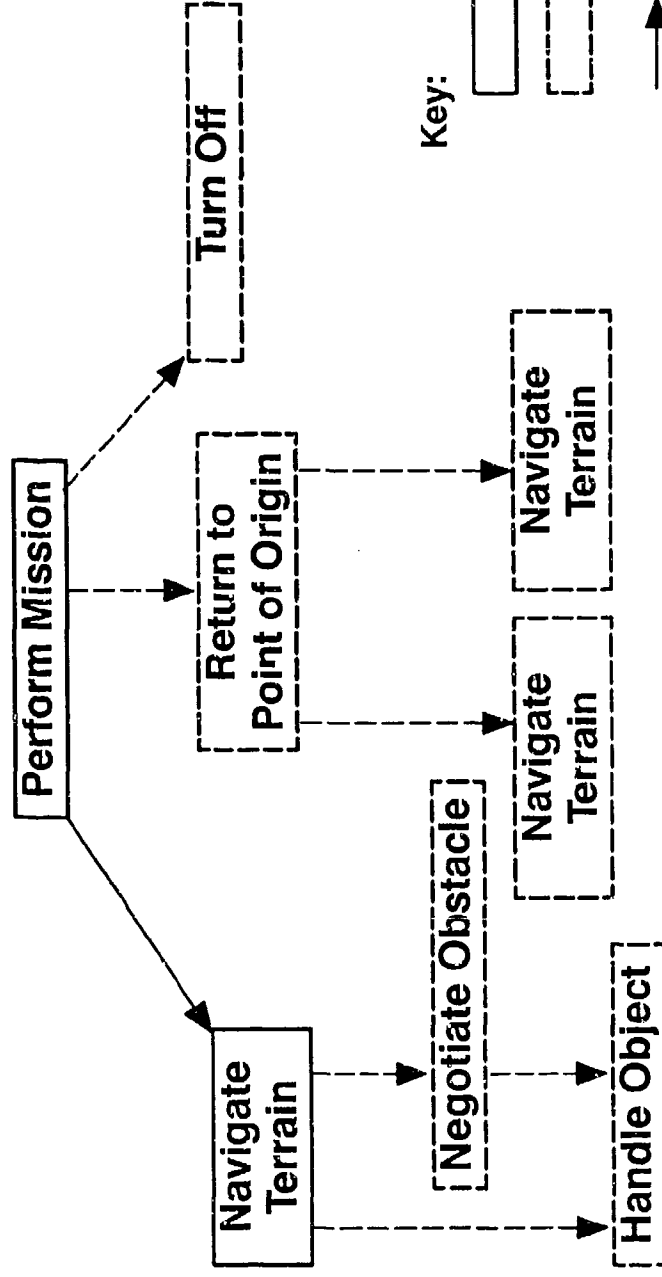 Perform Mission
Navigate
Terrain
Return to
Point of Origin
Turn Off
Negotiate Obstacle
Handle Object
Navigate
Terrain
Navigate
Terrain
Key: